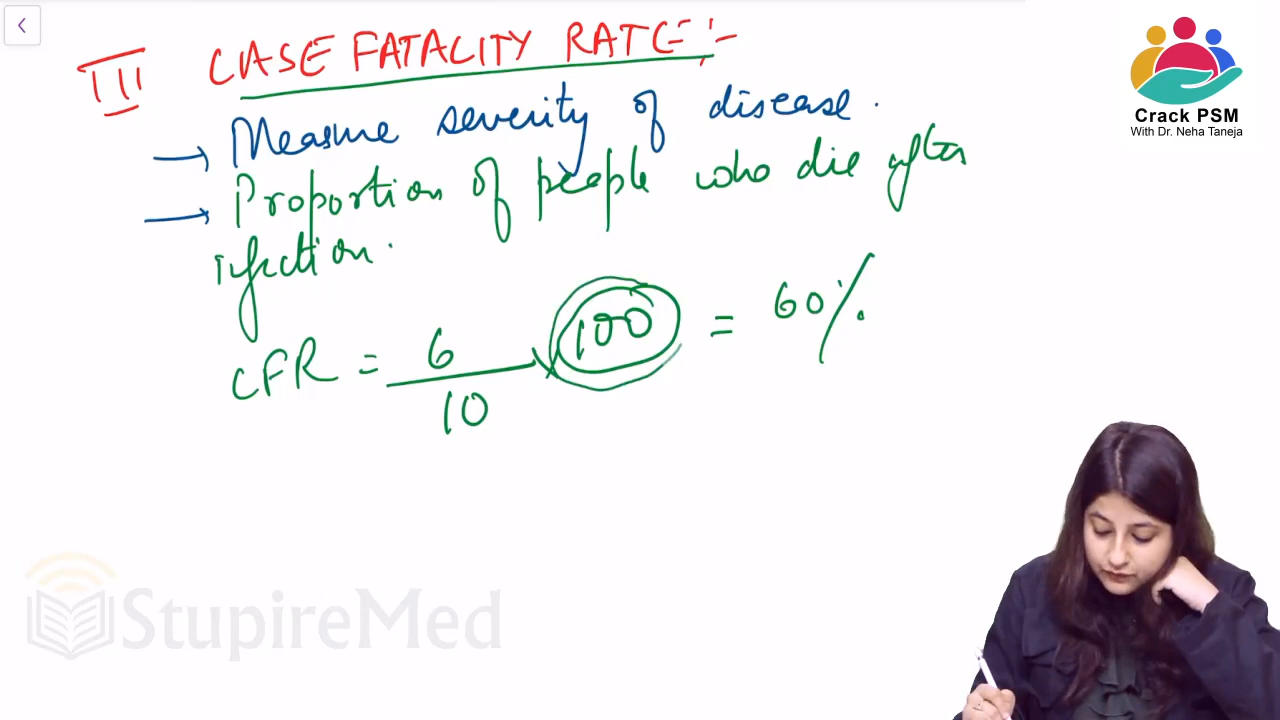 III CASE FATALITY RATE :-
→ Measure severity of disease.
→ Proportion of people who die after
infection.
CFR = 6/10 × 100 = 60%
Crack PSM
With Dr. Neha Taneja
StupireMed